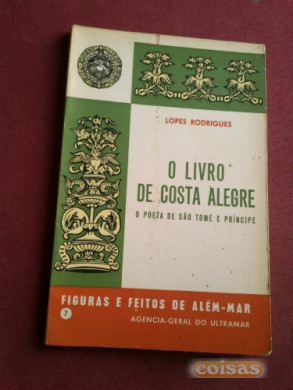 LOPES RODRIGUES
O LIVRO
DE COSTA ALEGRE
O POETA DE SÃO TOMÉ E PRÍNCIPE
FIGURAS E FEITOS DE ALÉM-MAR
7
AGENCIA-GERAL DO ULTRAMAR
coisas